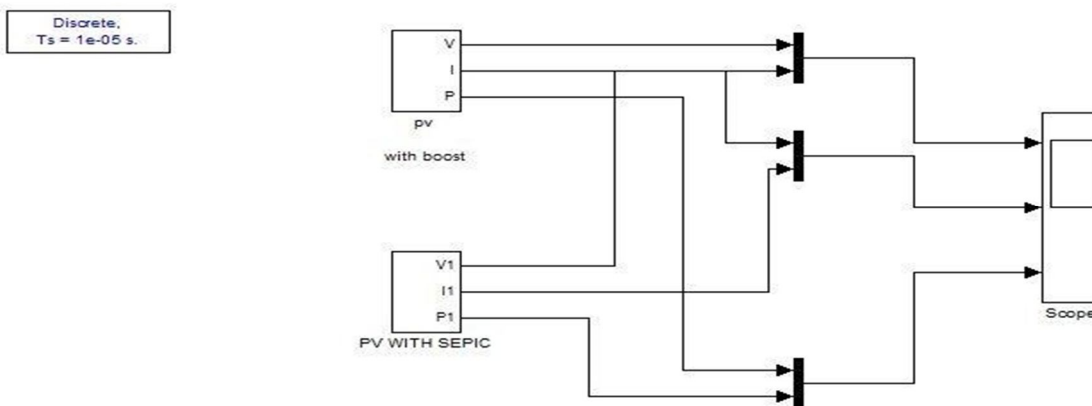 Discrete,
Ts = 1e-05 s.
V
I
P
pv
with boost
V1
I1
P1
PV WITH SEPIC
Scope